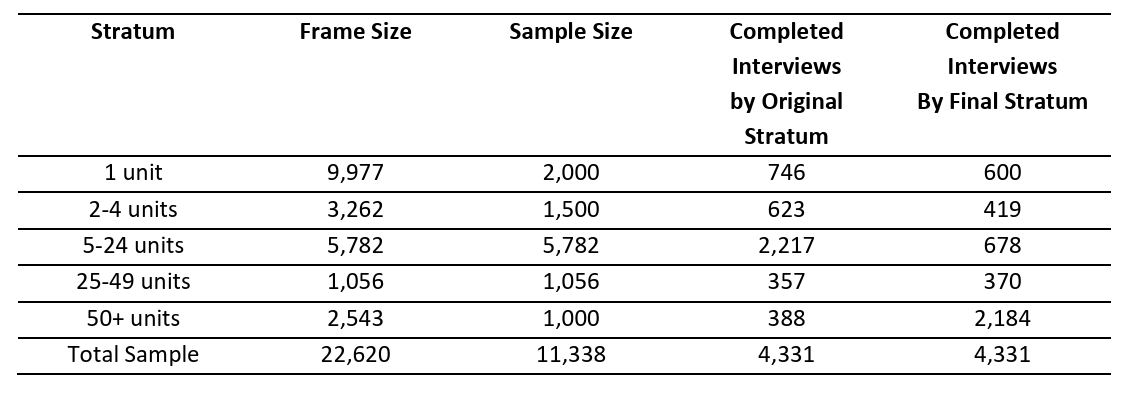 Stratum Frame Size Sample Size Completed Interviews by Original Stratum Completed Interviews By Final Stratum
1 unit 9,977 2,000 746 600
2-4 units 3,262 1,500 623 419
5-24 units 5,782 5,782 2,217 678
25-49 units 1,056 1,056 357 370
50+ units 2,543 1,000 388 2,184
Total Sample 22,620 11,338 4,331 4,331